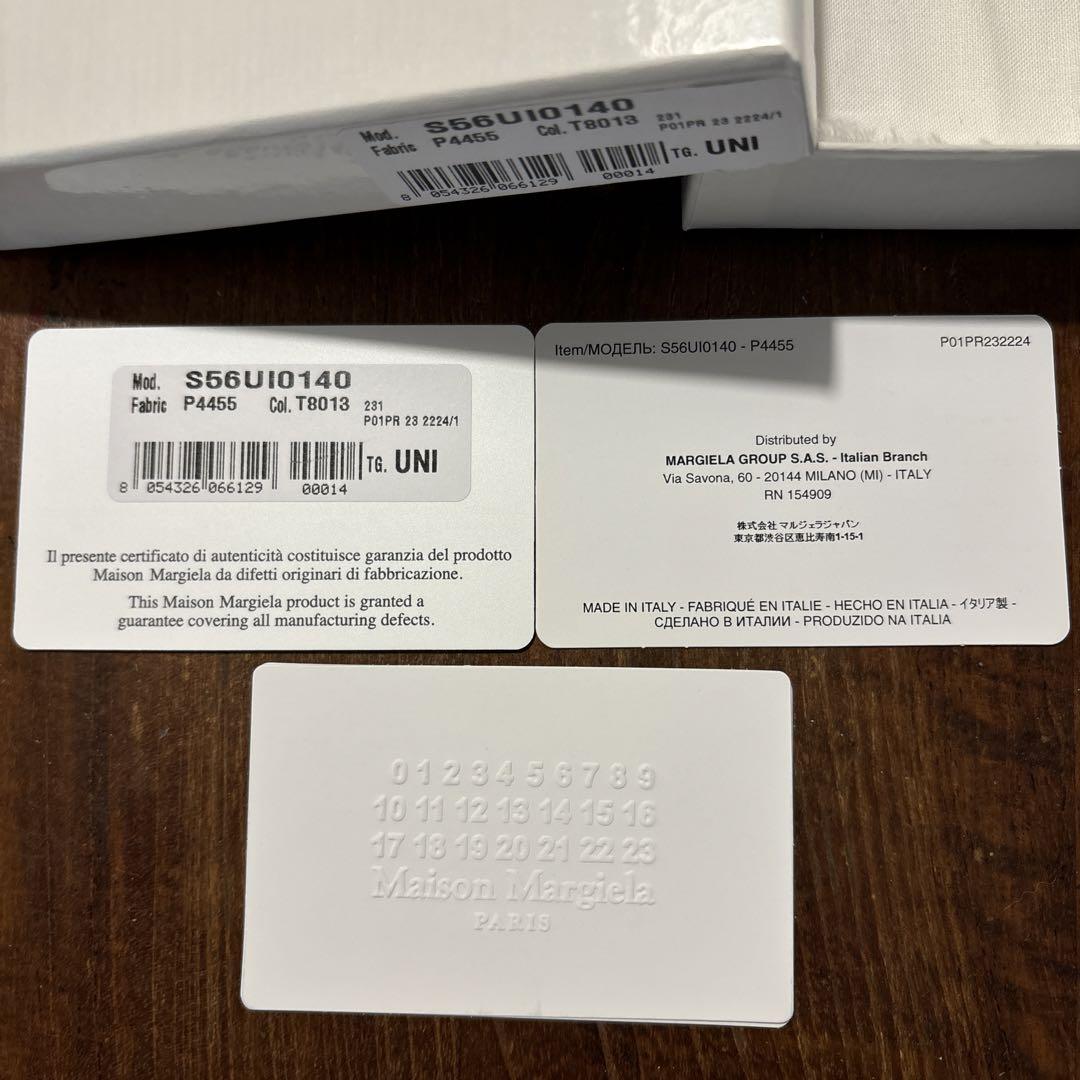 Mod. S56UI0140
Fabric P4455 Col. T8013 231
P01PR 23 2224/1
8 054326 066129 00014 TG. UNI
Mod. S56UI0140
Fabric P4455 Col. T8013 231
P01PR 23 2224/1
8 054326 066129 00014 TG. UNI
Il presente certificato di autenticità costituisce garanzia del prodotto
Maison Margiela da difetti originari di fabbricazione.
This Maison Margiela product is granted a
guarantee covering all manufacturing defects.
Item/МОДЕЛЬ: S56UI0140 - P4455 P01PR232224
Distributed by
MARGIELA GROUP S.A.S. - Italian Branch
Via Savona, 60 - 20144 MILANO (MI) - ITALY
RN 154909
株式会社マルジェラジャパン
東京都渋谷区恵比寿南1-15-1
MADE IN ITALY - FABRIQUÉ EN ITALIE - HECHO EN ITALIA - イタリア製 -
СДЕЛАНО В ИТАЛИИ - PRODUZIDO NA ITALIA
0 1 2 3 4 5 6 7 8 9
10 11 12 13 14 15 16
17 18 19 20 21 22 23
Maison Margiela
PARIS